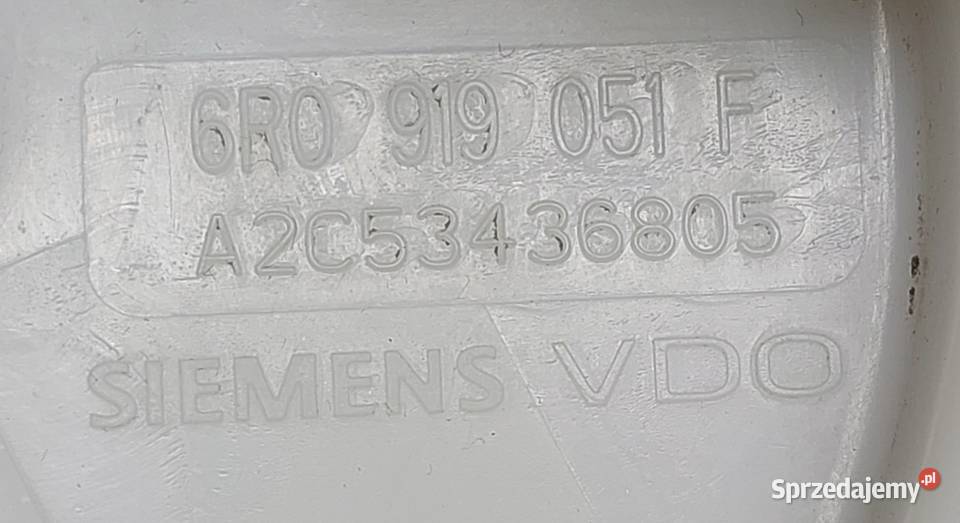 6R0 919 051 F
A2C53436805
SIEMENS VDO
Sprzedajemy.pl